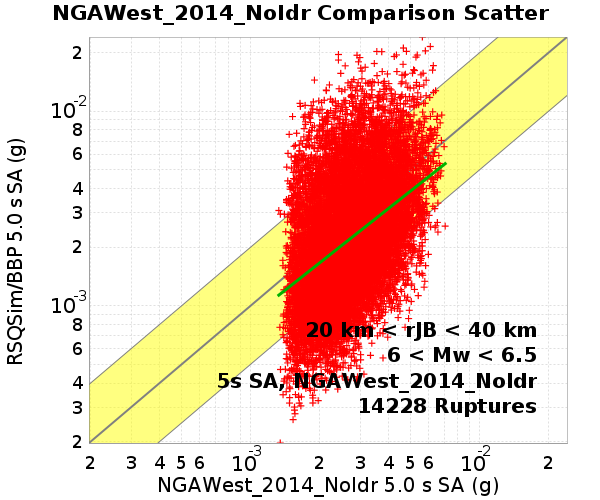 NGAWest_2014_NoIdr Comparison Scatter
RSQSim/BBP 5.0 s SA (g)
2
10-2
8
6
4
3
2
10-3
8
6
4
3
2
20 km < rJB < 40 km
6 < Mw < 6.5
5s SA, NGAWest_2014_NoIdr
14228 Ruptures
2 3 4 5 6 10-3 2 3 4 5 6 10-2 2
NGAWest_2014_NoIdr 5.0 s SA (g)